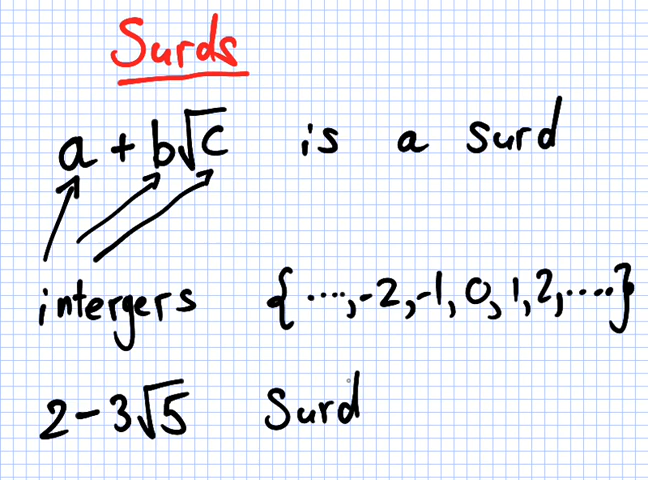 Surds
a + b√c is a surd
intergers {...., -2, -1, 0, 1, 2, ....}
2 - 3√5 Surd